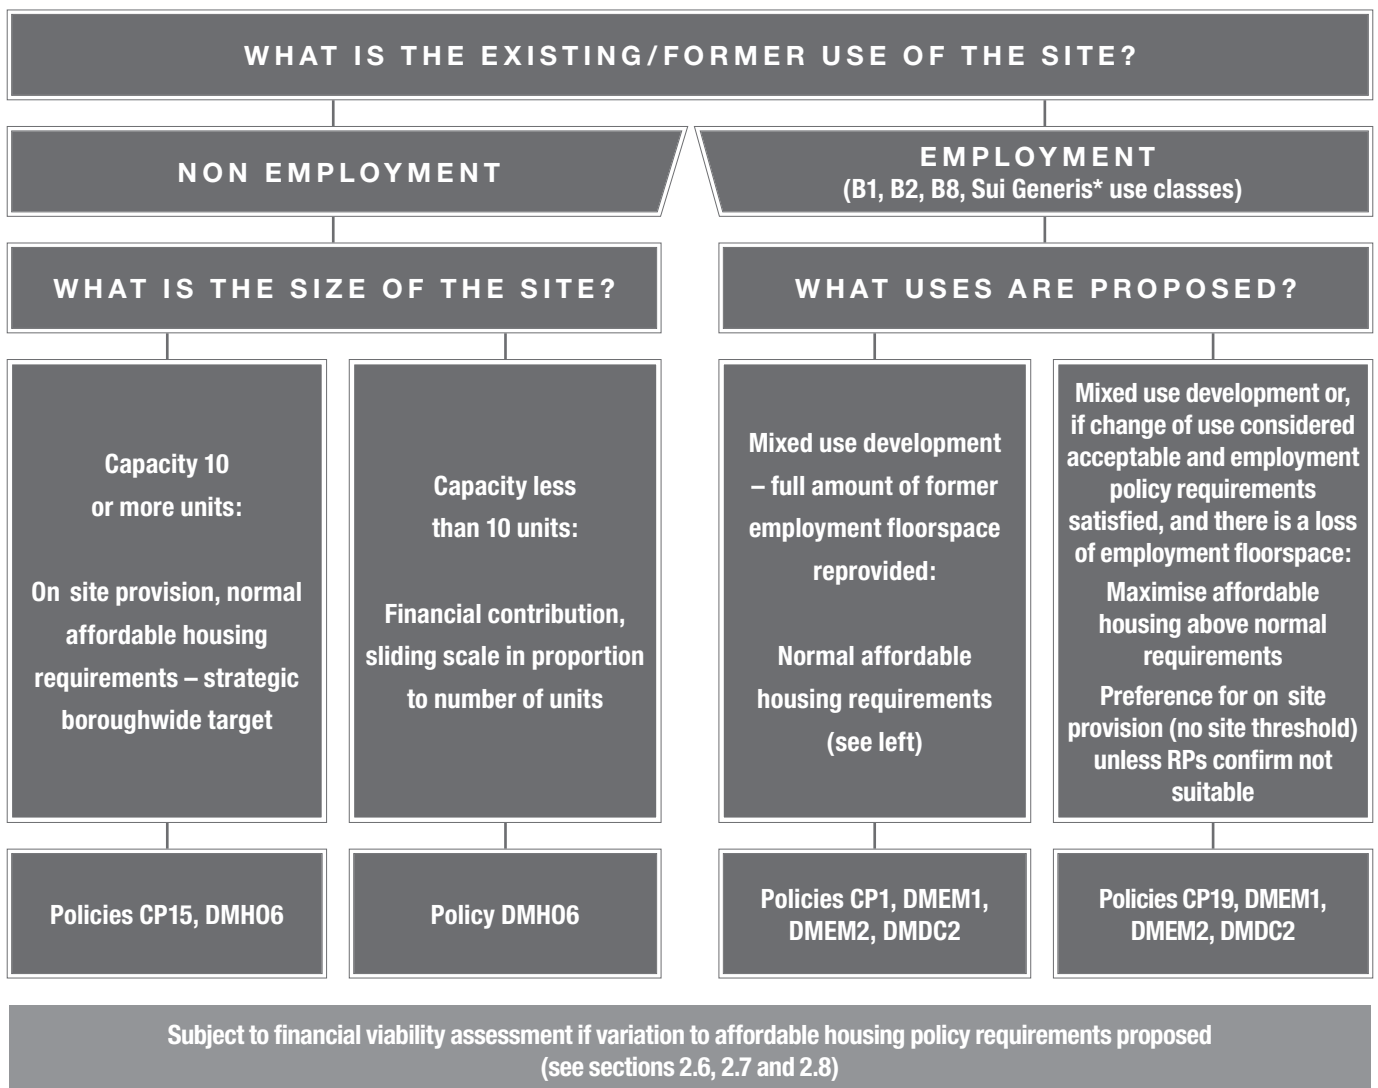 WHAT IS THE EXISTING/FORMER USE OF THE SITE?
NON EMPLOYMENT
EMPLOYMENT
(B1, B2, B8, Sui Generis* use classes)
WHAT IS THE SIZE OF THE SITE?
WHAT USES ARE PROPOSED?
Capacity 10
or more units:
On site provision, normal
affordable housing
requirements – strategic
boroughwide target
Capacity less
than 10 units:
Financial contribution,
sliding scale in proportion
to number of units
Mixed use development
– full amount of former
employment floorspace
reprovided:
Normal affordable
housing requirements
(see left)
Mixed use development or,
if change of use considered
acceptable and employment
policy requirements
satisfied, and there is a loss
of employment floorspace:
Maximise affordable
housing above normal
requirements
Preference for on site
provision (no site threshold)
unless RPs confirm not
suitable
Policies CP15, DMHO6
Policy DMHO6
Policies CP1, DMEM1,
DMEM2, DMDC2
Policies CP19, DMEM1,
DMEM2, DMDC2
Subject to financial viability assessment if variation to affordable housing policy requirements proposed
(see sections 2.6, 2.7 and 2.8)